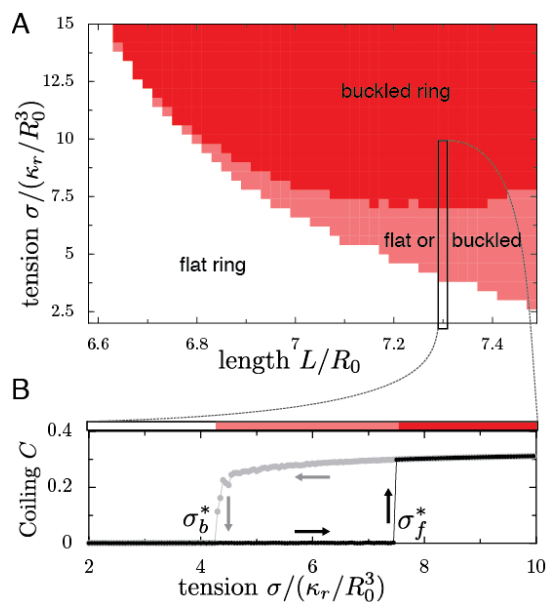 A
15
12.5
10
7.5
5
2.5
tension σ/(κ_r/R_0^3)
buckled ring
flat or buckled
flat ring
6.6 6.8 7 7.2 7.4
length L/R_0
B
0.4
0.2
0
Coiling C
σ_b^*
σ_f^*
2 4 6 8 10
tension σ/(κ_r/R_0^3)